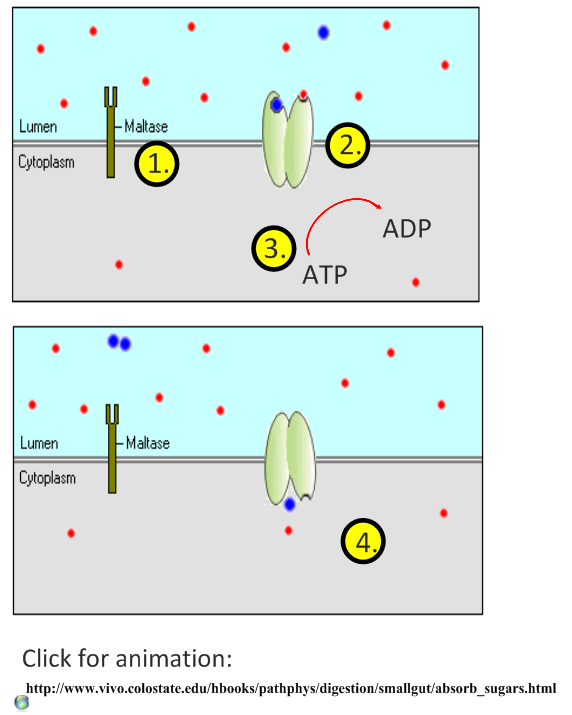 Lumen
Maltase
Cytoplasm
1.
2.
3.
ADP
ATP
Lumen
Maltase
Cytoplasm
4.
Click for animation:
http://www.vivo.colostate.edu/hbooks/pathphys/digestion/smallgut/absorb_sugars.html